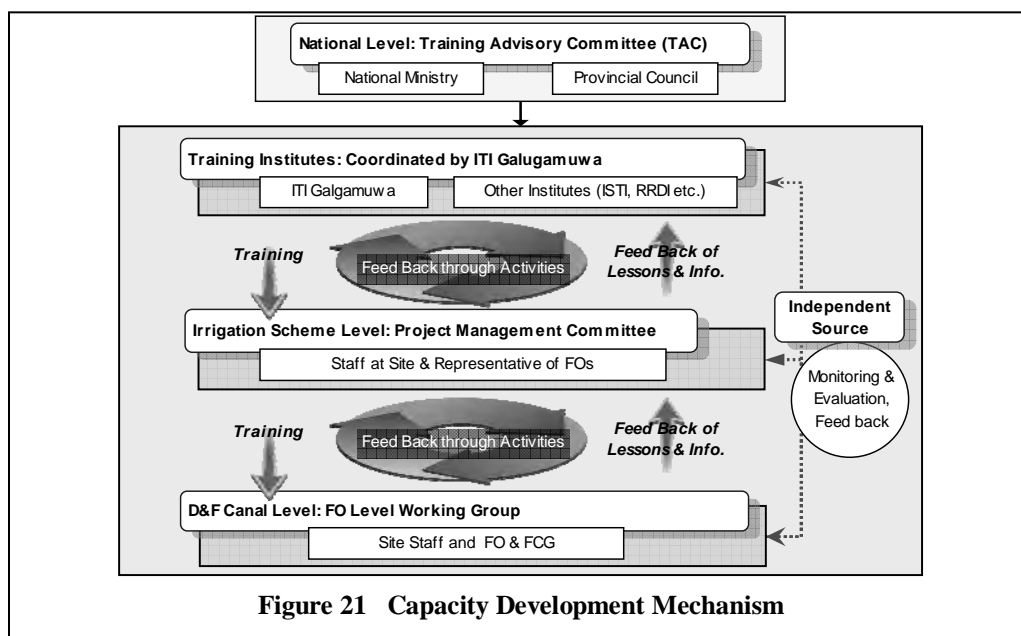 National Level: Training Advisory Committee (TAC)
National Ministry
Provincial Council
Training Institutes: Coordinated by ITI Galugamuwa
ITI Galgamuwa
Other Institutes (ISTI, RRDI etc.)
Training
Feed Back through Activities
Feed Back of
Lessons & Info.
Irrigation Scheme Level: Project Management Committee
Staff at Site & Representative of FOs
Independent
Source
Monitoring &
Evaluation,
Feed back
Training
Feed Back through Activities
Feed Back of
Lessons & Info.
D&F Canal Level: FO Level Working Group
Site Staff and FO & FCG
Figure 21 Capacity Development Mechanism